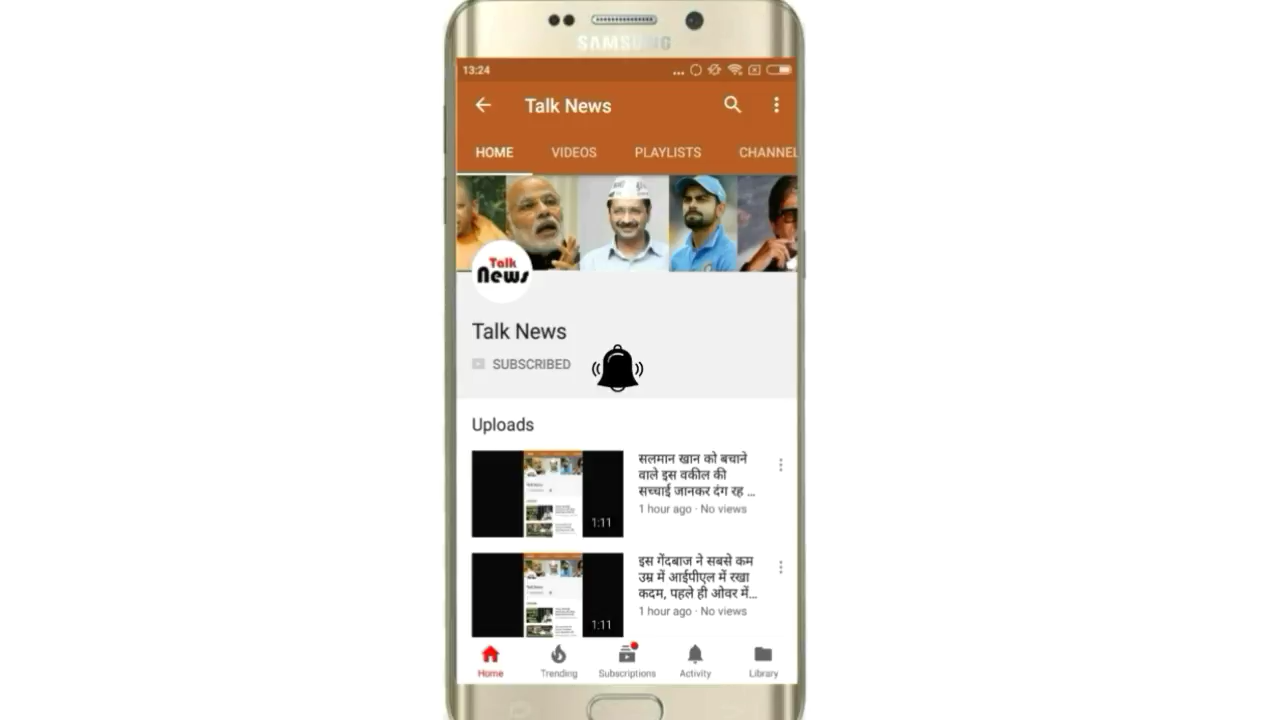 SAMSUNG
13:24
Talk News
HOME VIDEOS PLAYLISTS CHANNEL
Talk
News
Talk News
SUBSCRIBED
Uploads
सलमान खान को बचाने
वाले इस वकील की
सच्चाई जानकर दंग रह ...
1 hour ago · No views
1:11
इस गेंदबाज ने सबसे कम
उम्र में आईपीएल में रखा
कदम, पहले ही ओवर में...
1 hour ago · No views
1:11
Home Trending Subscriptions Activity Library